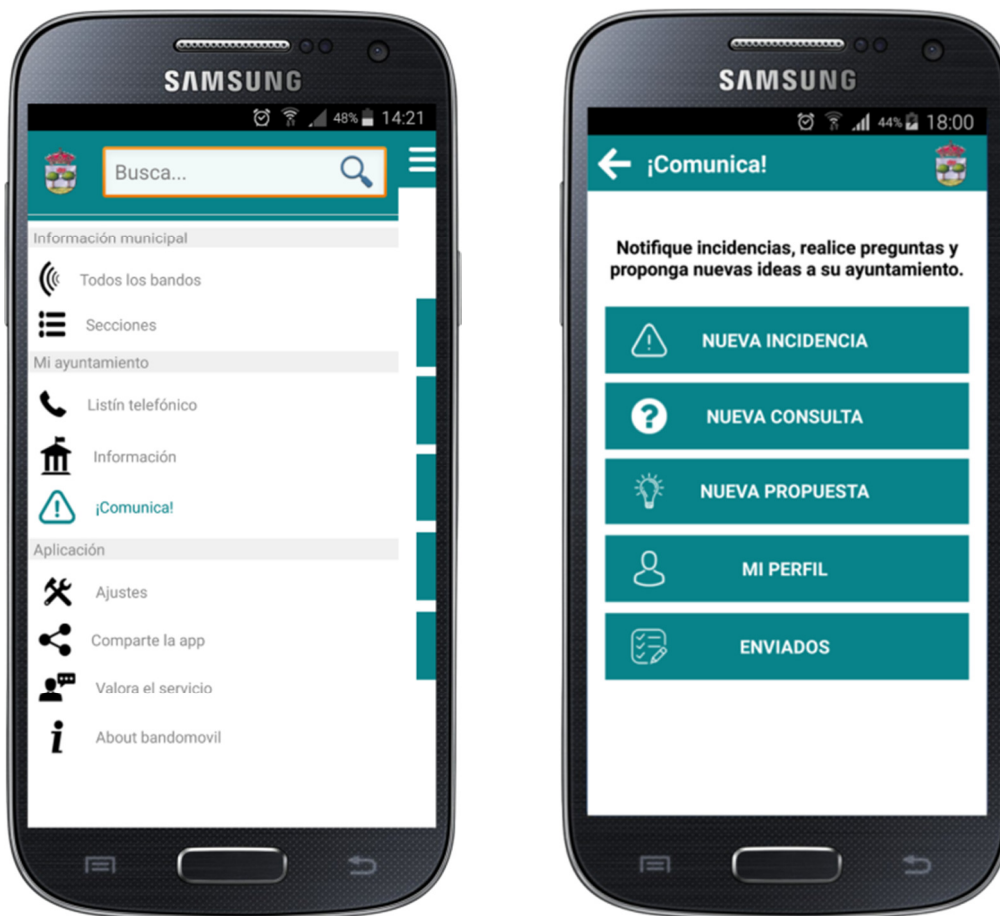 SAMSUNG
48% 14:21
Busca...
Información municipal
Todos los bandos
Secciones
Mi ayuntamiento
Listín telefónico
Información
¡Comunica!
Aplicación
Ajustes
Comparte la app
Valora el servicio
About bandomovil
SAMSUNG
44% 18:00
¡Comunica!
Notifique incidencias, realice preguntas y
proponga nuevas ideas a su ayuntamiento.
NUEVA INCIDENCIA
NUEVA CONSULTA
NUEVA PROPUESTA
MI PERFIL
ENVIADOS